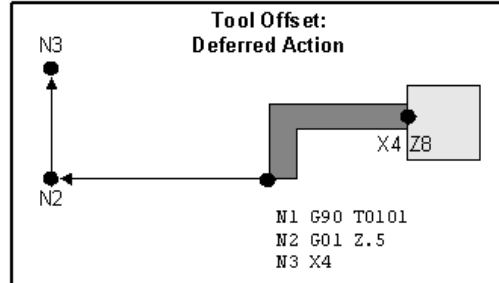 Tool Offset:
Deferred Action
N3
X4 Z8
N2
N1 G90 T0101
N2 G01 Z.5
N3 X4